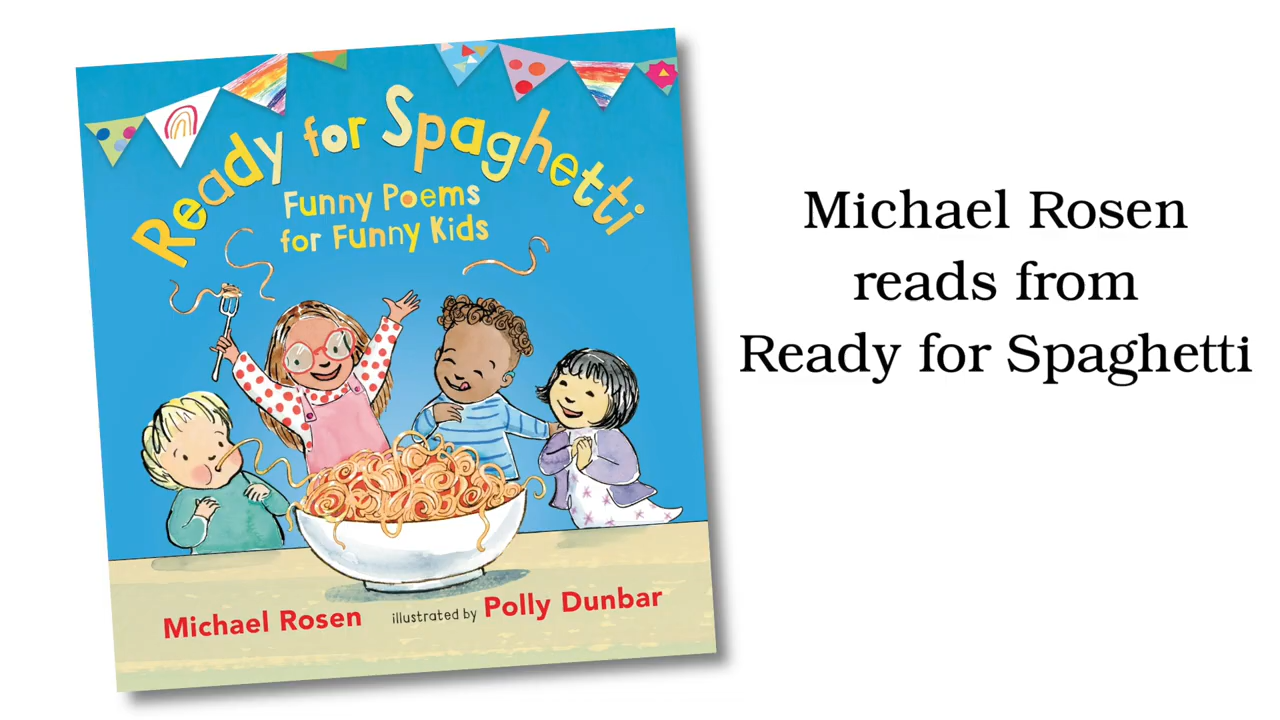 Ready for Spaghetti
Funny Poems
for Funny Kids
Michael Rosen
illustrated by Polly Dunbar
Michael Rosen
reads from
Ready for Spaghetti